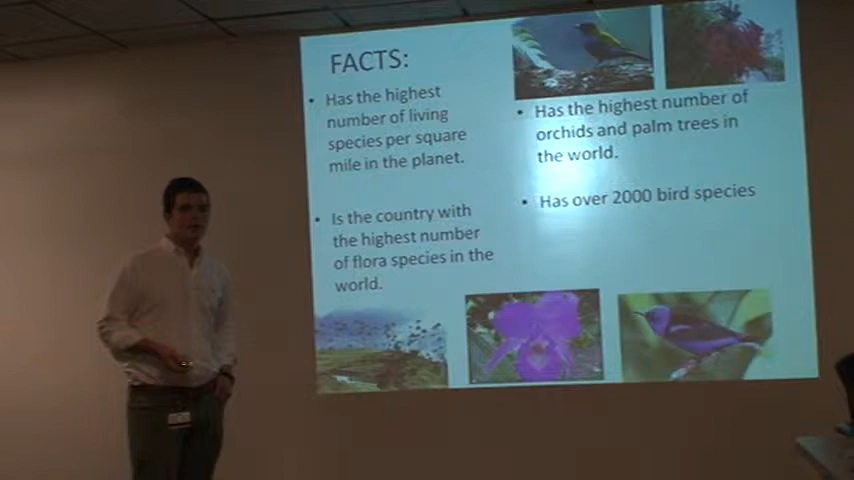 FACTS:
• Has the highest
number of living
species per square
mile in the planet.
• Is the country with
the highest number
of flora species in the
world.
• Has the highest number of
orchids and palm trees in
the world.
• Has over 2000 bird species